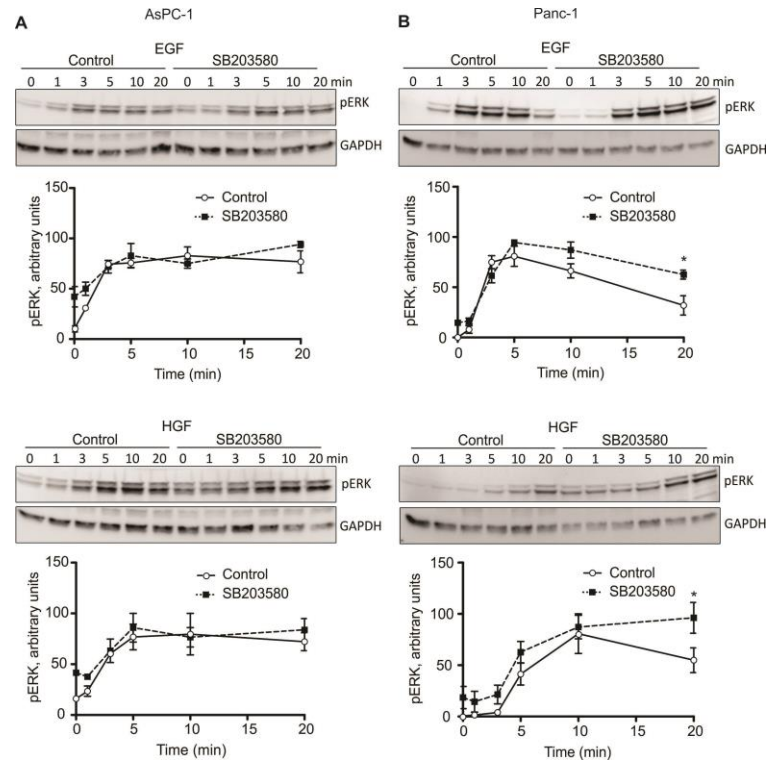 A
AsPC-1
EGF
Control SB203580
0 1 3 5 10 20 0 1 3 5 10 20 min
pERK
GAPDH
150
100
50
0
pERK, arbitrary units
Control
SB203580
0 5 10 15 20
Time (min)
HGF
Control SB203580
0 1 3 5 10 20 0 1 3 5 10 20 min
pERK
GAPDH
150
100
50
0
pERK, arbitrary units
Control
SB203580
0 5 10 15 20
Time (min)
B
Panc-1
EGF
Control SB203580
0 1 3 5 10 20 0 1 3 5 10 20 min
pERK
GAPDH
150
100
50
0
pERK, arbitrary units
Control
SB203580
*
0 5 10 15 20
Time (min)
HGF
Control SB203580
0 1 3 5 10 20 0 1 3 5 10 20 min
pERK
GAPDH
150
100
50
0
pERK, arbitrary units
Control
SB203580
*
0 5 10 15 20
Time (min)